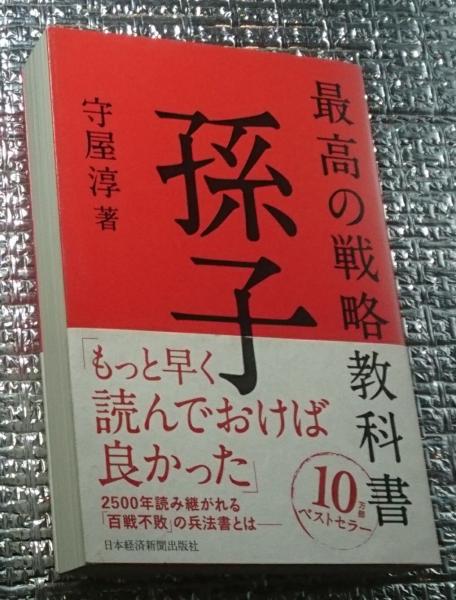 最高の戦略教科書
孫子
守屋淳 著
「もっと早く
読んでおけば
良かった」
2500年読み継がれる
「百戦不敗」の兵法書とは――
10万部
ベストセラー
日本経済新聞出版社